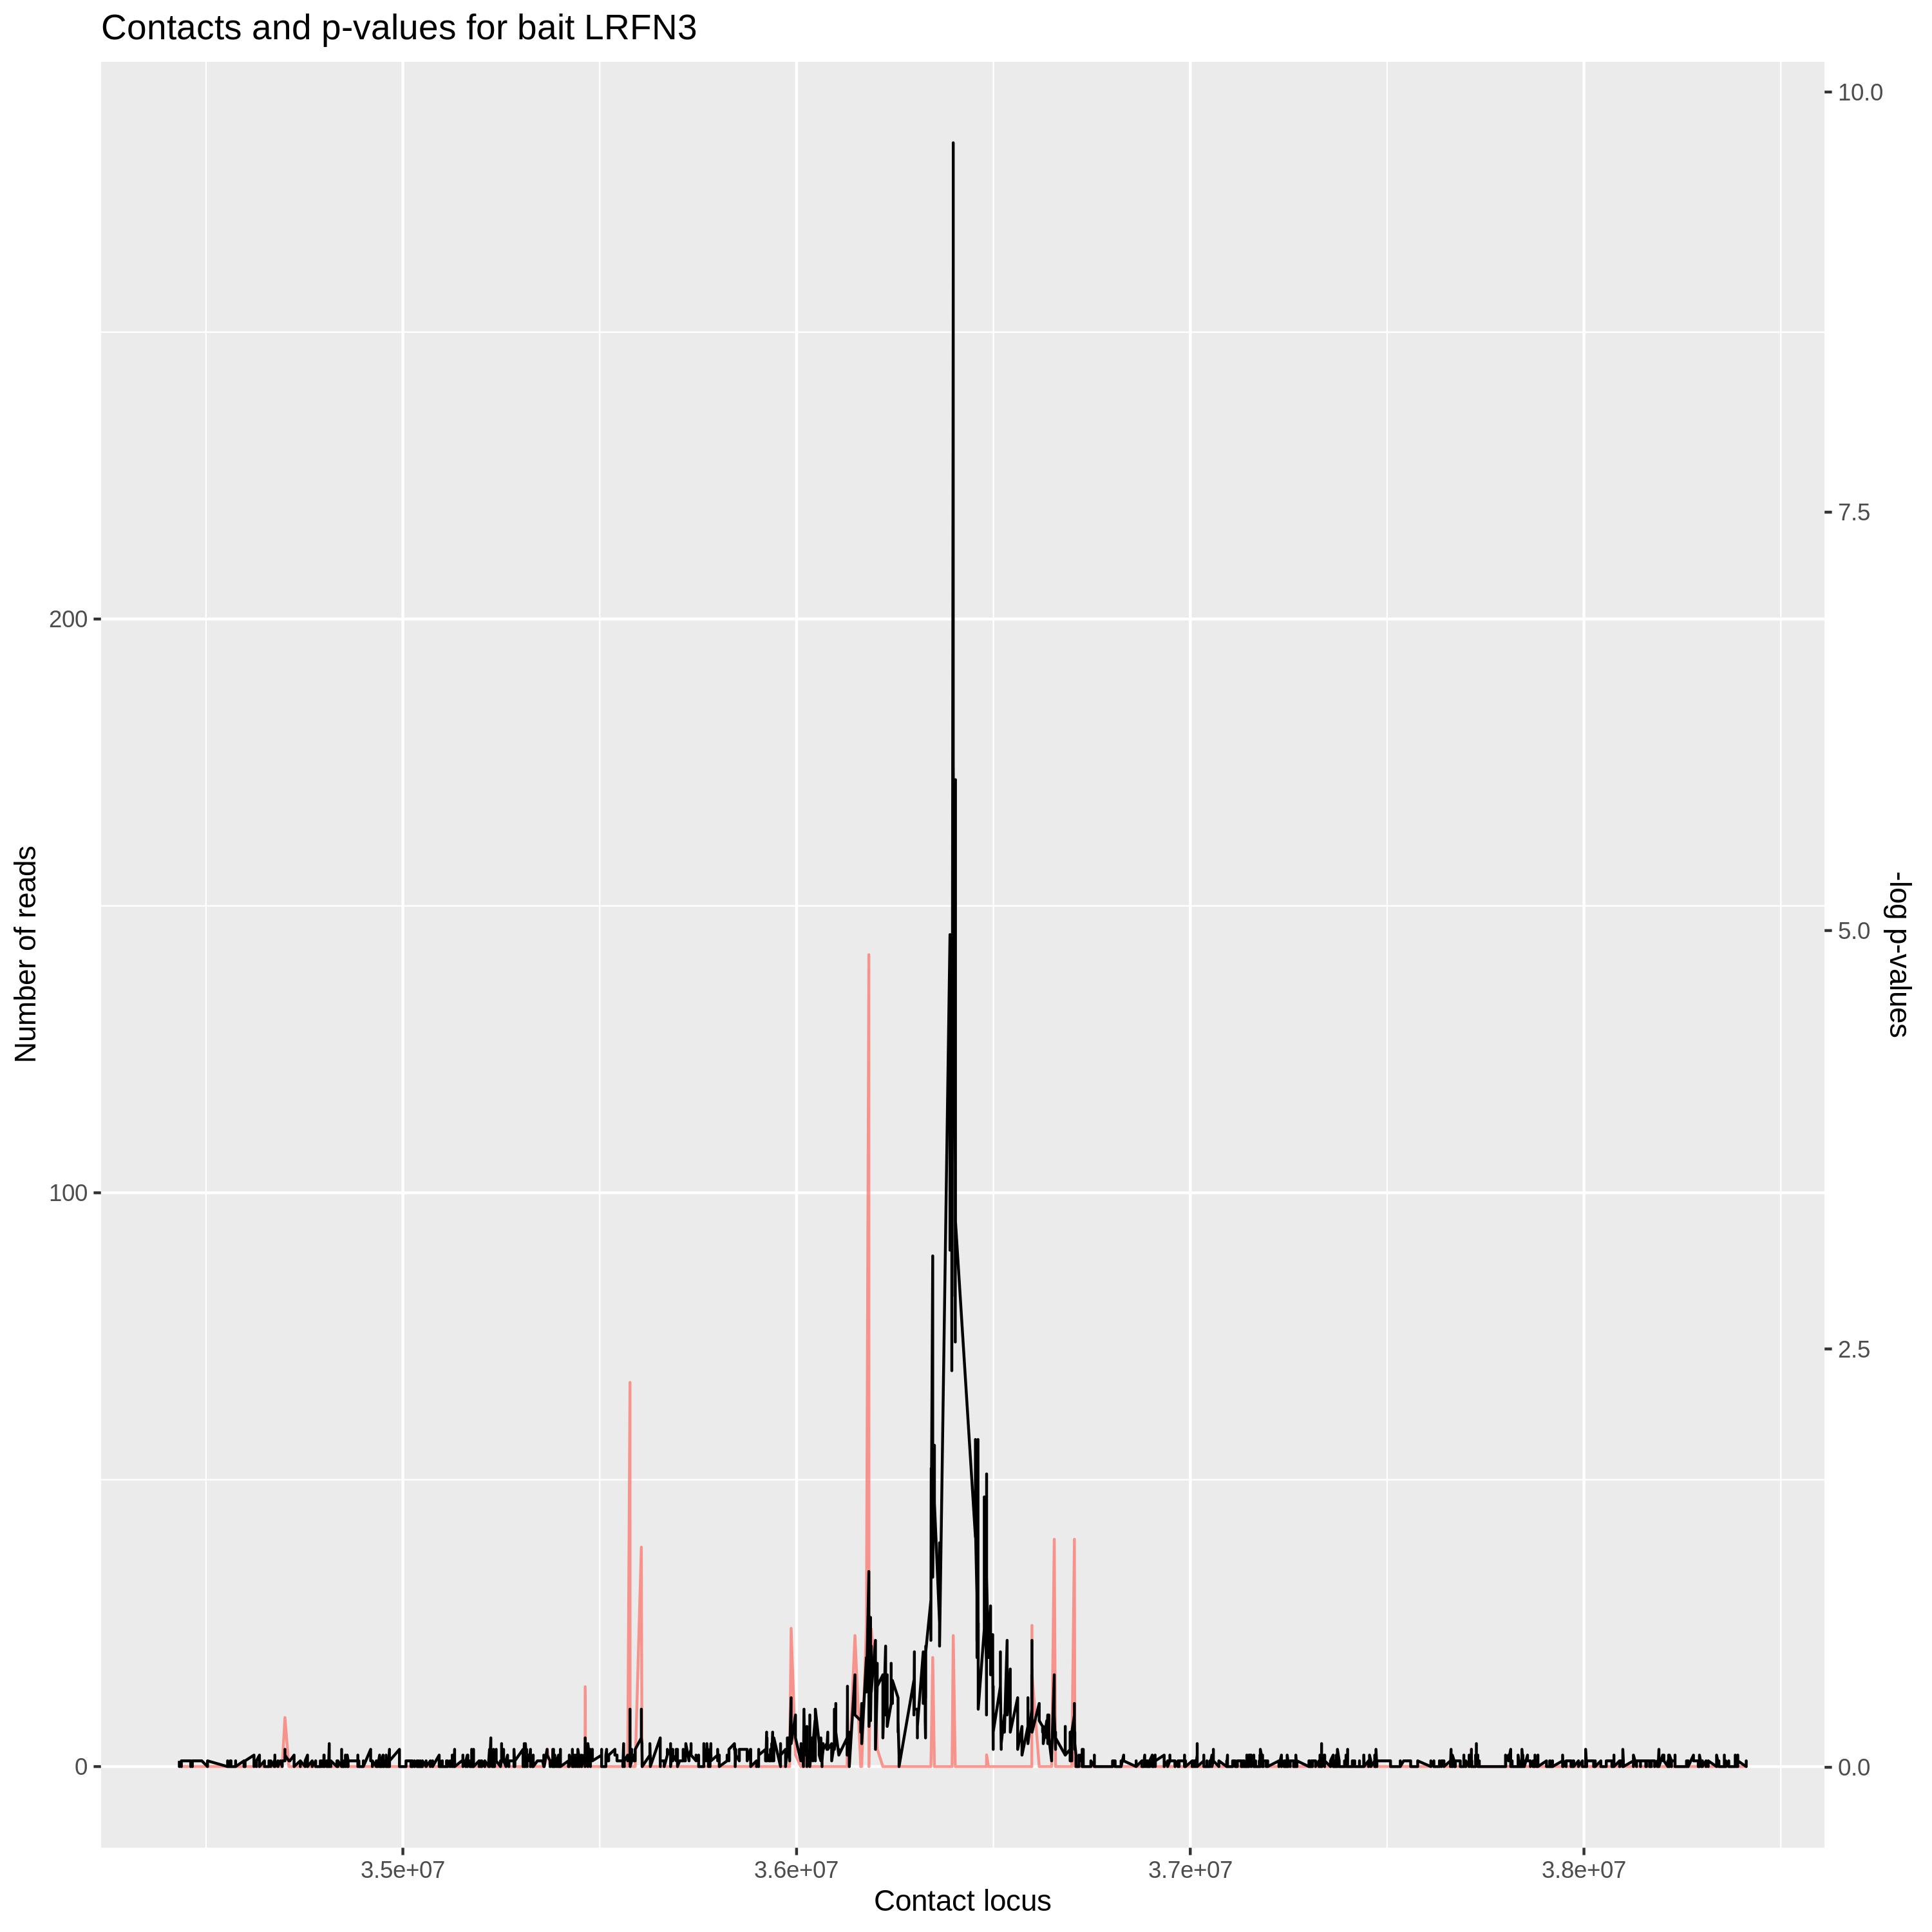 Contacts and p-values for bait LRFN3
Number of reads
200
100
0
10.0
7.5
5.0
2.5
0.0
-log p-values
3.5e+07 3.6e+07 3.7e+07 3.8e+07
Contact locus